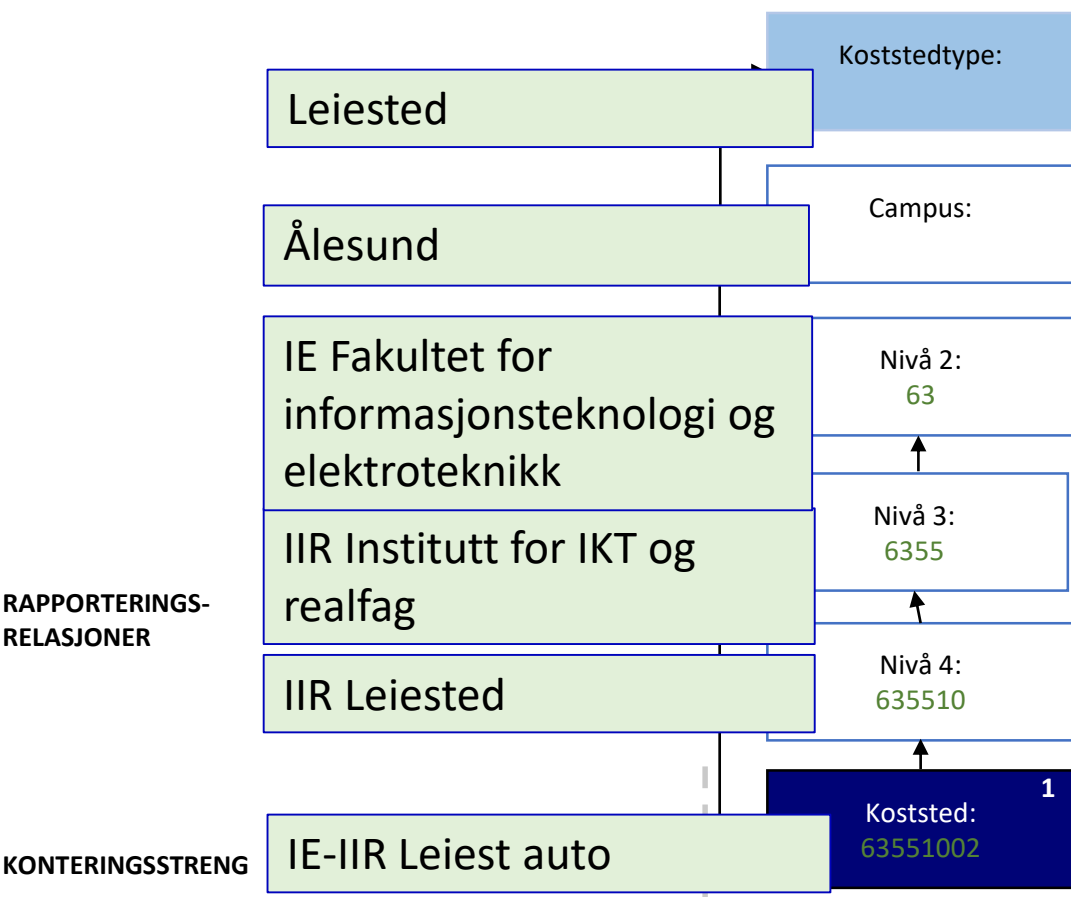 Koststedtype:
Leiested
Campus:
Ålesund
IE Fakultet for
informasjonsteknologi og
elektroteknikk
Nivå 2:
63
IIR Institutt for IKT og
realfag
Nivå 3:
6355
RAPPORTERINGS-
RELASJONER
IIR Leiested
Nivå 4:
635510
1
Koststed:
63551002
IE-IIR Leiest auto
KONTERINGSSTRENG